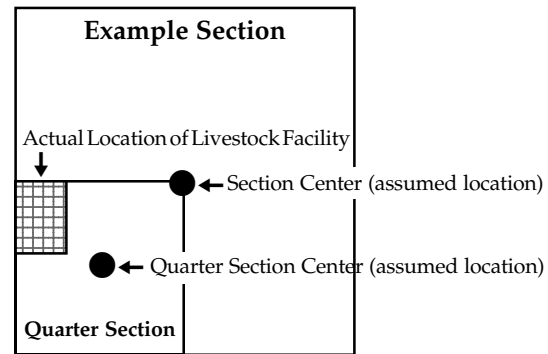 Example Section
Actual Location of Livestock Facility
Section Center (assumed location)
Quarter Section Center (assumed location)
Quarter Section